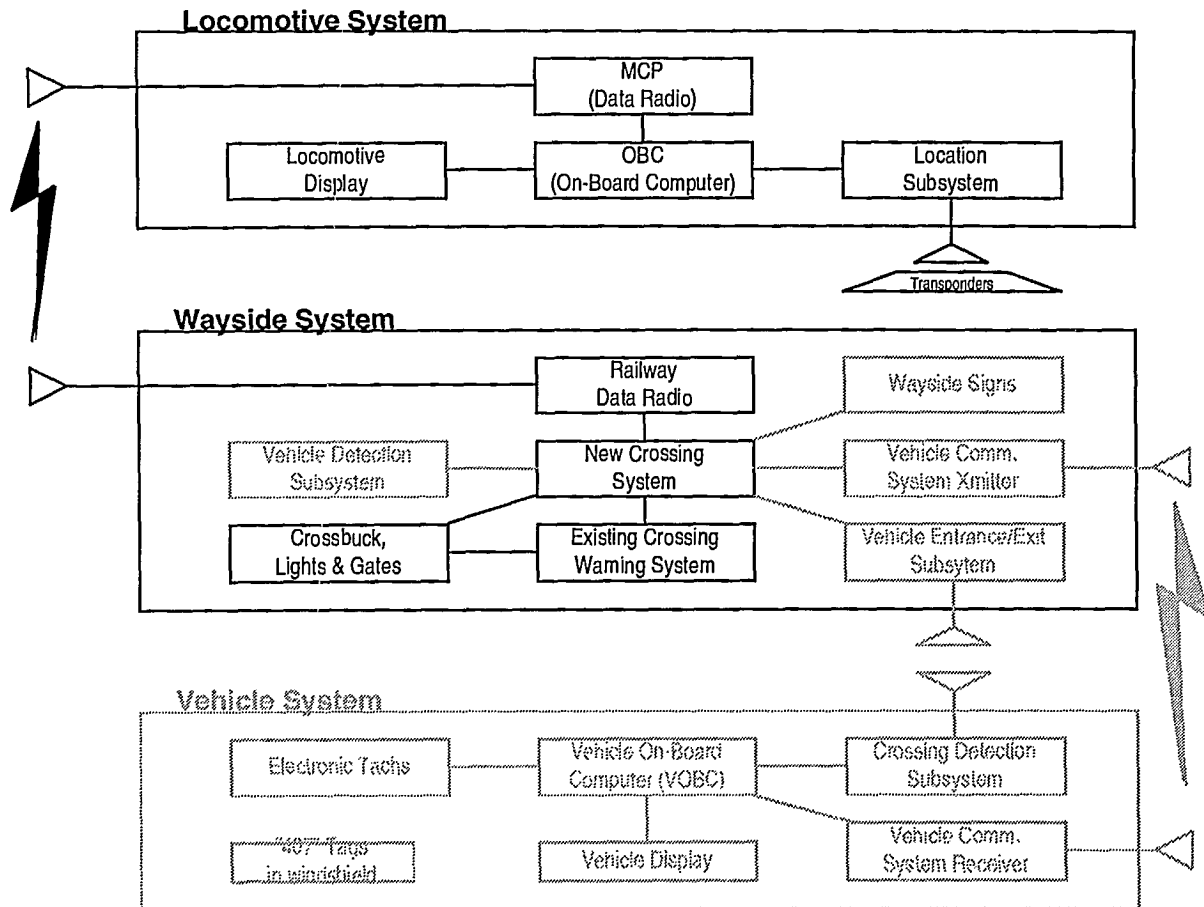 Locomotive System
MCP
(Data Radio)
Locomotive
Display
OBC
(On-Board Computer)
Location
Subsystem
Transponders
Wayside System
Railway
Data Radio
Wayside Signs
Vehicle Detection
Subsystem
New Crossing
System
Vehicle Comm.
System Xmitter
Crossbuck,
Lights & Gates
Existing Crossing
Warning System
Vehicle Entrance/Exit
Subsytem
Vehicle System
Electronic Tachs
Vehicle On-Board
Computer (VOBC)
Crossing Detection
Subsystem
Tags
in windshield
Vehicle Display
Vehicle Comm.
System Receiver